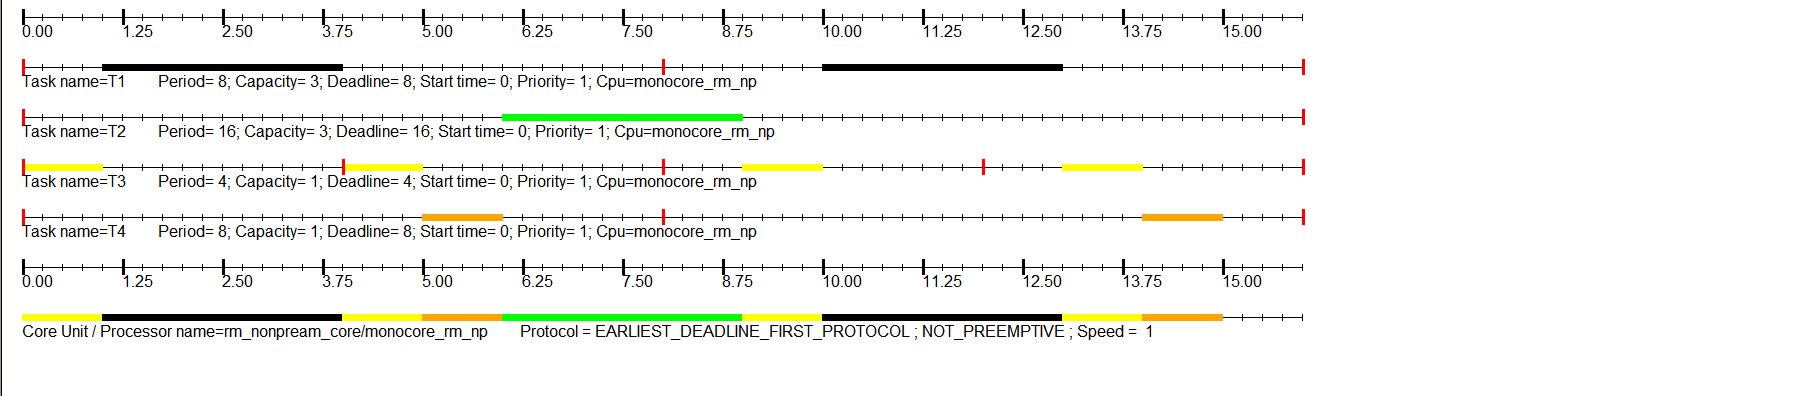 0.00 1.25 2.50 3.75 5.00 6.25 7.50 8.75 10.00 11.25 12.50 13.75 15.00
Task name=T1 Period= 8; Capacity= 3; Deadline= 8; Start time= 0; Priority= 1; Cpu=monocore_rm_np
Task name=T2 Period= 16; Capacity= 3; Deadline= 16; Start time= 0; Priority= 1; Cpu=monocore_rm_np
Task name=T3 Period= 4; Capacity= 1; Deadline= 4; Start time= 0; Priority= 1; Cpu=monocore_rm_np
Task name=T4 Period= 8; Capacity= 1; Deadline= 8; Start time= 0; Priority= 1; Cpu=monocore_rm_np
0.00 1.25 2.50 3.75 5.00 6.25 7.50 8.75 10.00 11.25 12.50 13.75 15.00
Core Unit / Processor name=rm_nonpream_core/monocore_rm_np Protocol = EARLIEST_DEADLINE_FIRST_PROTOCOL ; NOT_PREEMPTIVE ; Speed = 1